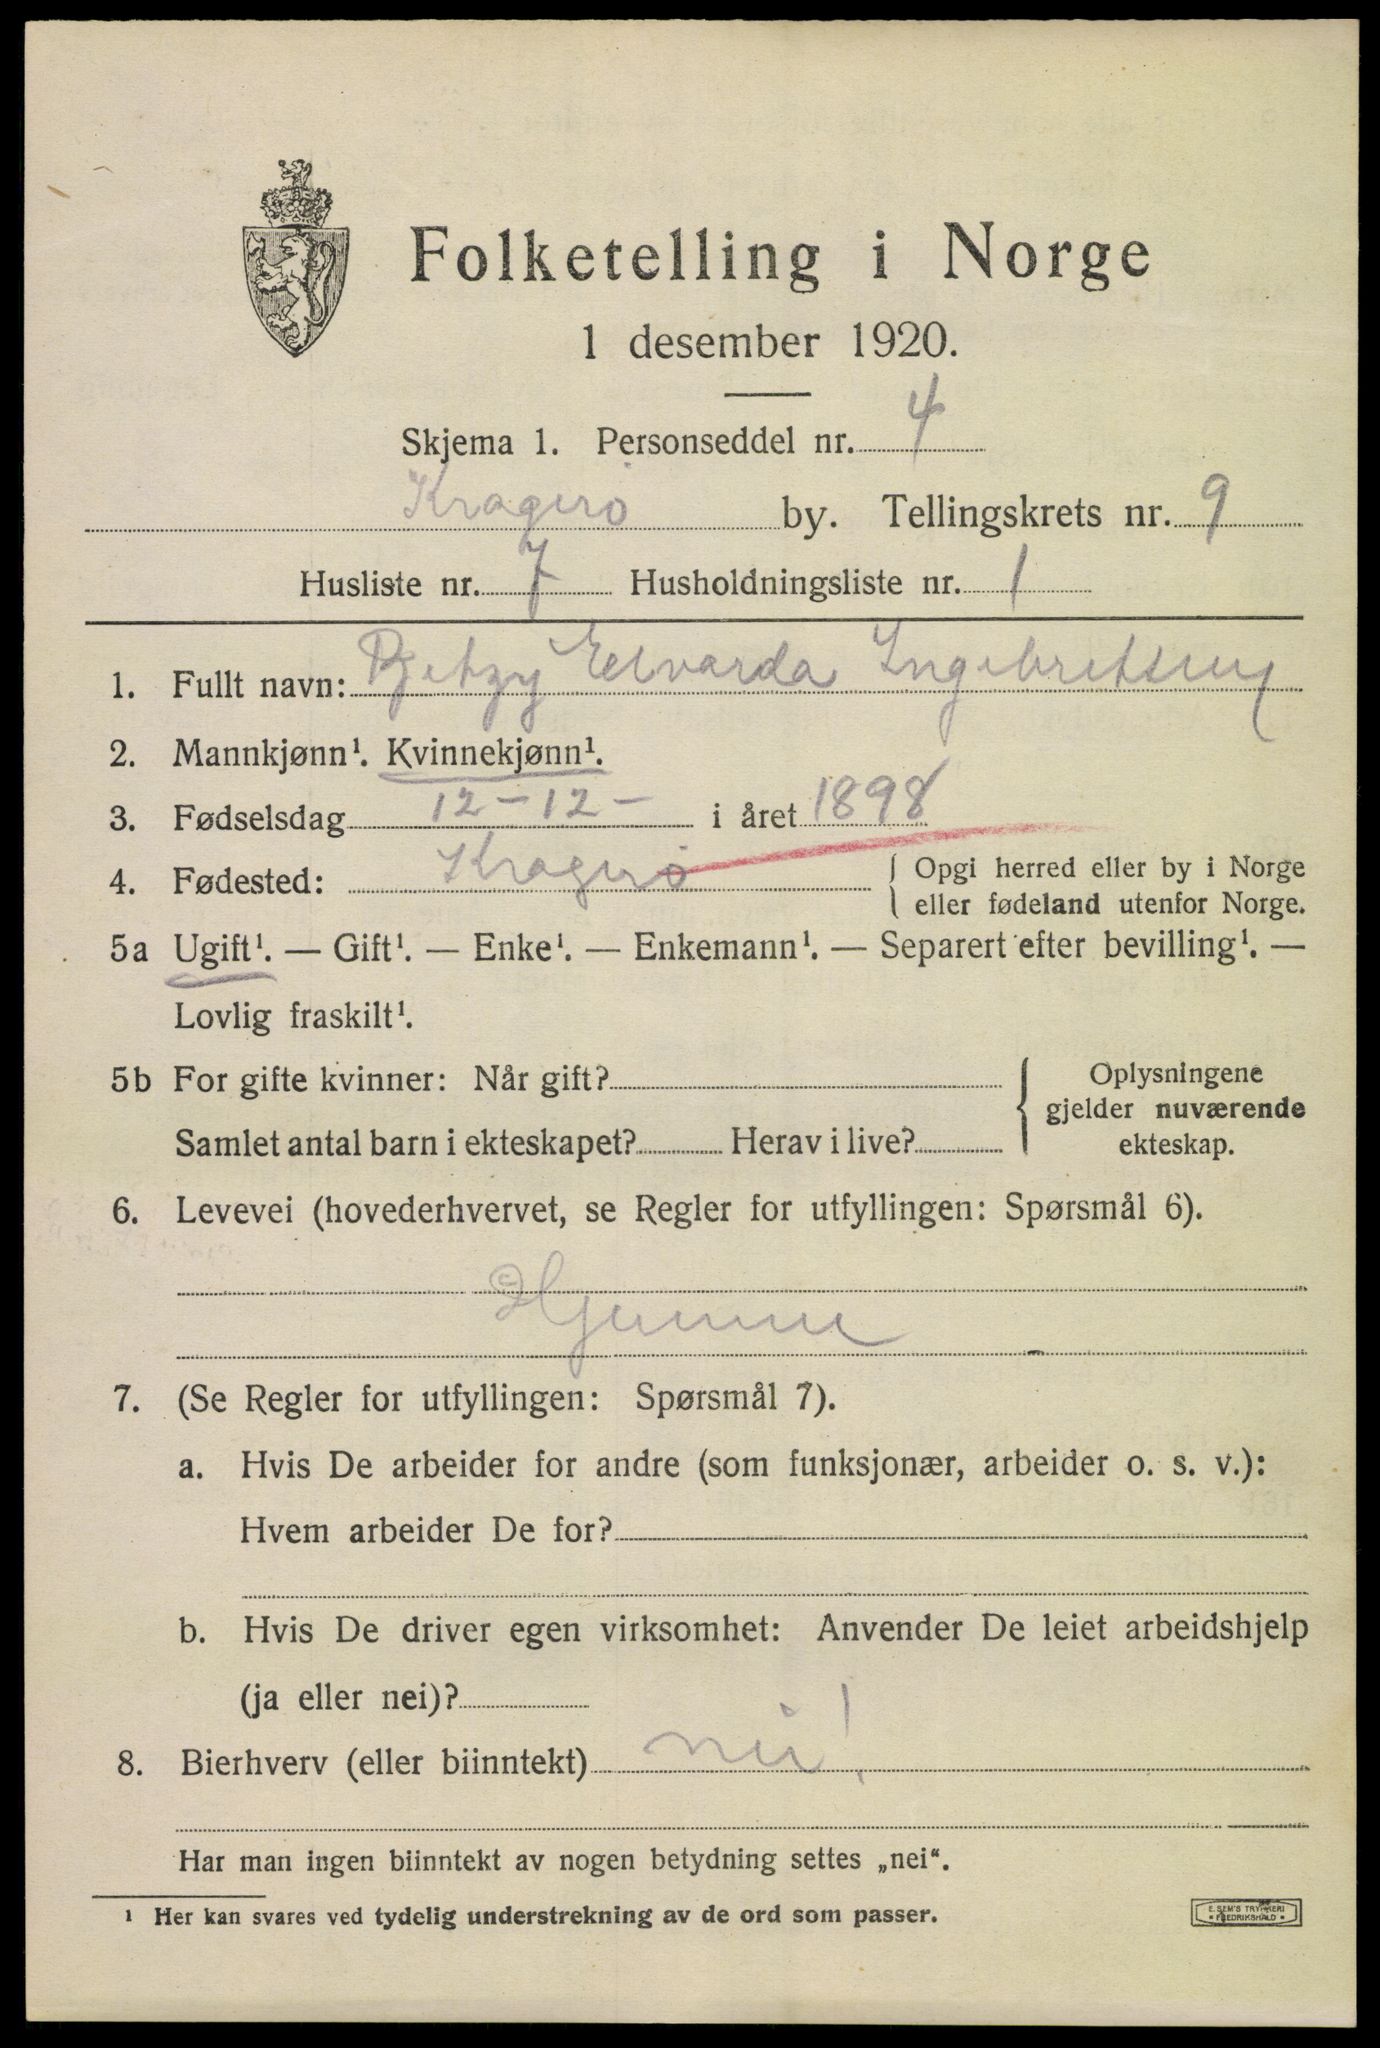 Folketelling i Norge
1 desember 1920.
Skjema 1. Personseddel nr. 4
Kragerö by. Tellingskrets nr. 9
Husliste nr. 7 Husholdningsliste nr. 1
1. Fullt navn: Betzy Edvarda Ingebretsen
2. Mannkjønn¹. Kvinnekjønn¹.
3. Fødselsdag 12-12- i året 1898
4. Fødested: Kragerö { Opgi herred eller by i Norge
eller fødeland utenfor Norge.
5a Ugift¹. — Gift¹. — Enke¹. — Enkemann¹. — Separert efter bevilling¹. —
Lovlig fraskilt¹.
5b For gifte kvinner: Når gift? { Oplysningene
gjelder nuværende
Samlet antal barn i ekteskapet? Herav i live? ekteskap.
6. Levevei (hovederhvervet, se Regler for utfyllingen: Spørsmål 6).
Hjemme
7. (Se Regler for utfyllingen: Spørsmål 7).
a. Hvis De arbeider for andre (som funksjonær, arbeider o. s. v.):
Hvem arbeider De for?
b. Hvis De driver egen virksomhet: Anvender De leiet arbeidshjelp
(ja eller nei)?
8. Bierhverv (eller biinntekt) nei!
Har man ingen biinntekt av nogen betydning settes „nei“.
¹ Her kan svares ved tydelig understrekning av de ord som passer.
E. SEM'S TRYKKERI
* FREDRIKSHALD *